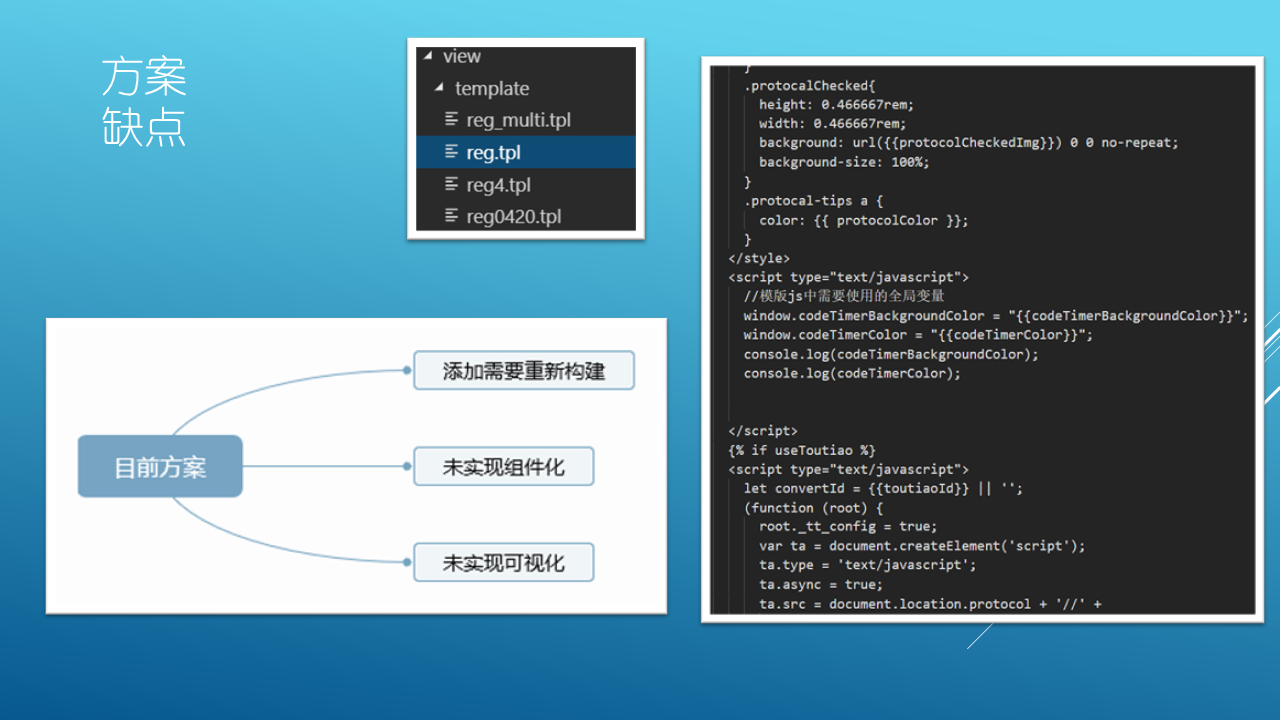 方案
缺点
view
template
reg_multi.tpl
reg.tpl
reg4.tpl
reg0420.tpl
目前方案
添加需要重新构建
未实现组件化
未实现可视化
}
.protocalChecked{
height: 0.466667rem;
width: 0.466667rem;
background: url({{protocolCheckedImg}}) 0 0 no-repeat;
background-size: 100%;
}
.protocal-tips a {
color: {{ protocolColor }};
}
</style>
<script type="text/javascript">
//模版js中需要使用的全局变量
window.codeTimerBackgroundColor = "{{codeTimerBackgroundColor}}";
window.codeTimerColor = "{{codeTimerColor}}";
console.log(codeTimerBackgroundColor);
console.log(codeTimerColor);
</script>
{% if useToutiao %}
<script type="text/javascript">
let convertId = {{toutiaoId}} || '';
(function (root) {
root._tt_config = true;
var ta = document.createElement('script');
ta.type = 'text/javascript';
ta.async = true;
ta.src = document.location.protocol + '//' +